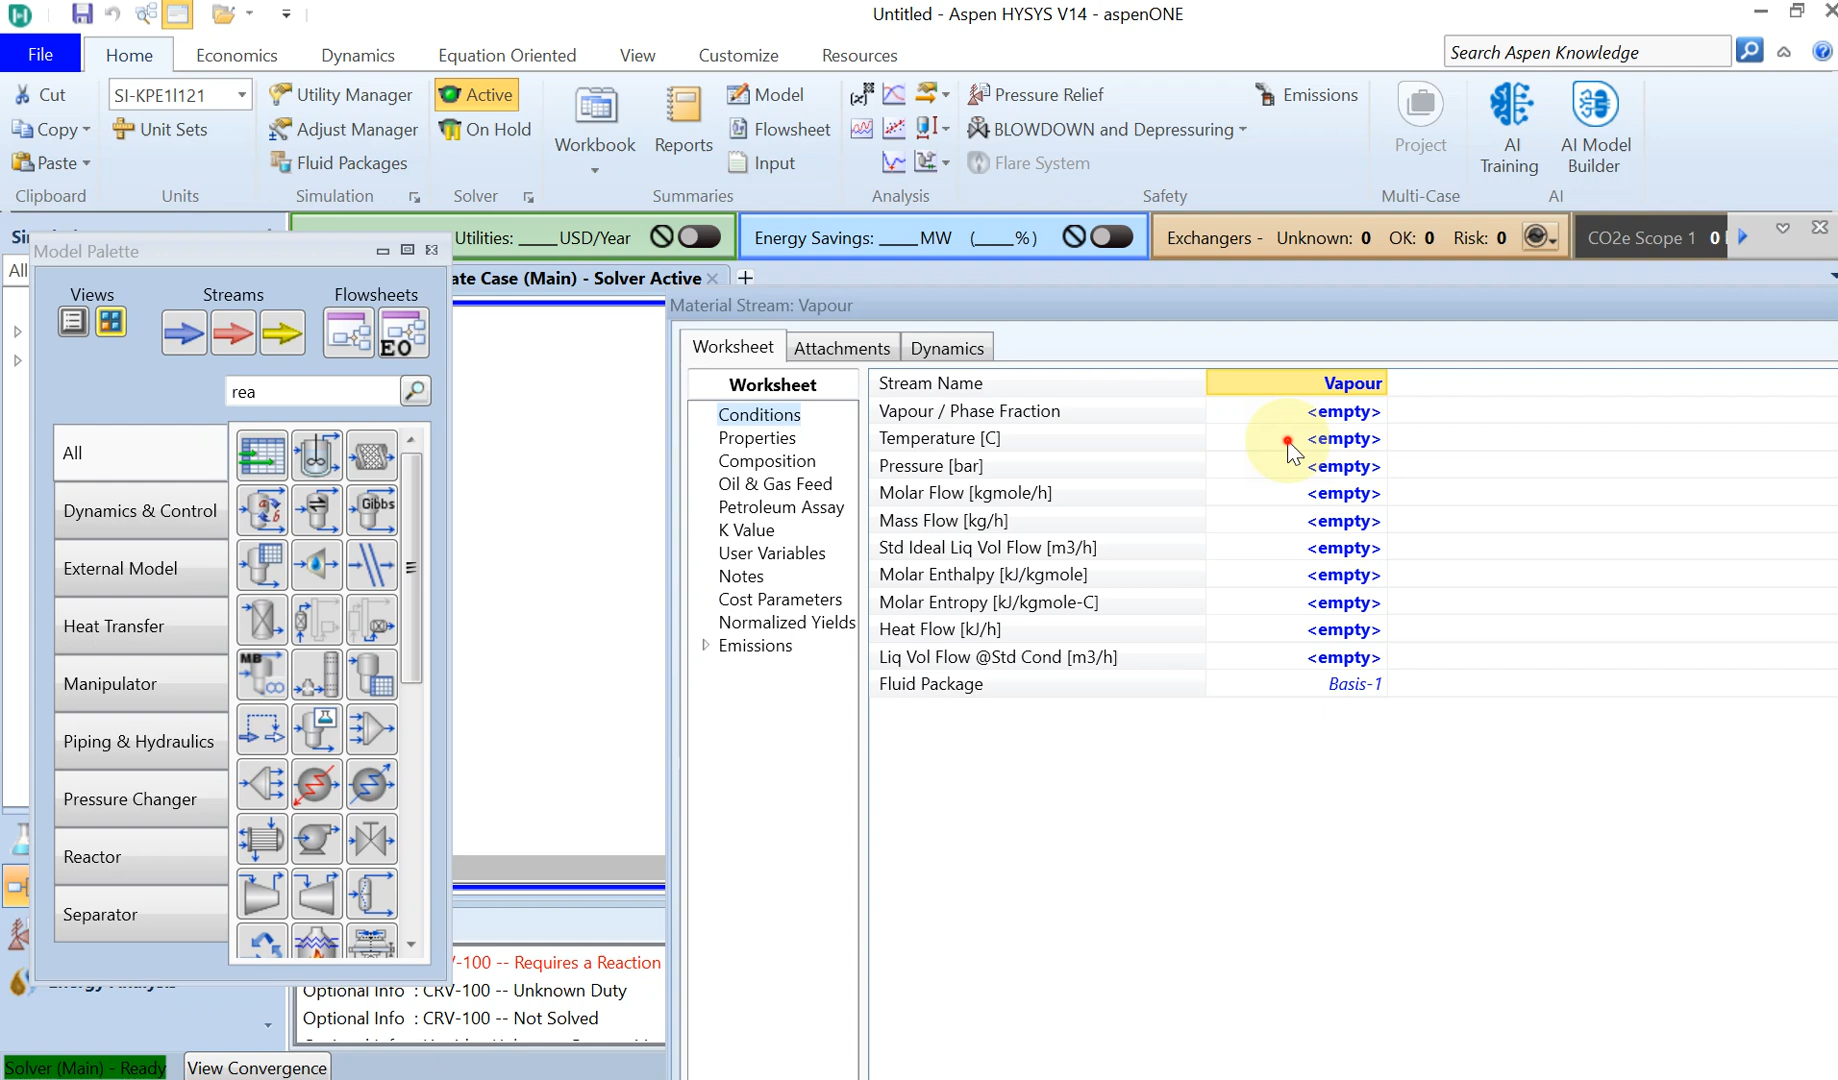 Untitled - Aspen HYSYS V14 - aspenONE
File Home Economics Dynamics Equation Oriented View Customize Resources
Search Aspen Knowledge
Cut
Copy
Paste
Clipboard
SI-KPE1l121
Unit Sets
Units
Utility Manager
Adjust Manager
Fluid Packages
Simulation
Active
On Hold
Solver
Workbook
Reports
Model
Flowsheet
Input
Summaries
Analysis
Pressure Relief
BLOWDOWN and Depressuring
Flare System
Emissions
Safety
Project
Multi-Case
AI Training
AI Model Builder
AI
Utilities: ____USD/Year
Energy Savings: ____MW (____%)
Exchangers - Unknown: 0 OK: 0 Risk: 0
CO2e Scope 1 0
All
Model Palette
ate Case (Main) - Solver Active
Views
Streams
Flowsheets
EO
rea
All
Dynamics & Control
External Model
Heat Transfer
Manipulator
Piping & Hydraulics
Pressure Changer
Reactor
Separator
Gibbs
MB
Material Stream: Vapour
Worksheet Attachments Dynamics
Worksheet
Conditions
Properties
Composition
Oil & Gas Feed
Petroleum Assay
K Value
User Variables
Notes
Cost Parameters
Normalized Yields
Emissions
Stream Name Vapour
Vapour / Phase Fraction <empty>
Temperature [C] <empty>
Pressure [bar] <empty>
Molar Flow [kgmole/h] <empty>
Mass Flow [kg/h] <empty>
Std Ideal Liq Vol Flow [m3/h] <empty>
Molar Enthalpy [kJ/kgmole] <empty>
Molar Entropy [kJ/kgmole-C] <empty>
Heat Flow [kJ/h] <empty>
Liq Vol Flow @Std Cond [m3/h] <empty>
Fluid Package Basis-1
-100 -- Requires a Reaction
Optional Info : CRV-100 -- Unknown Duty
Optional Info : CRV-100 -- Not Solved
Solver (Main) - Ready
View Convergence